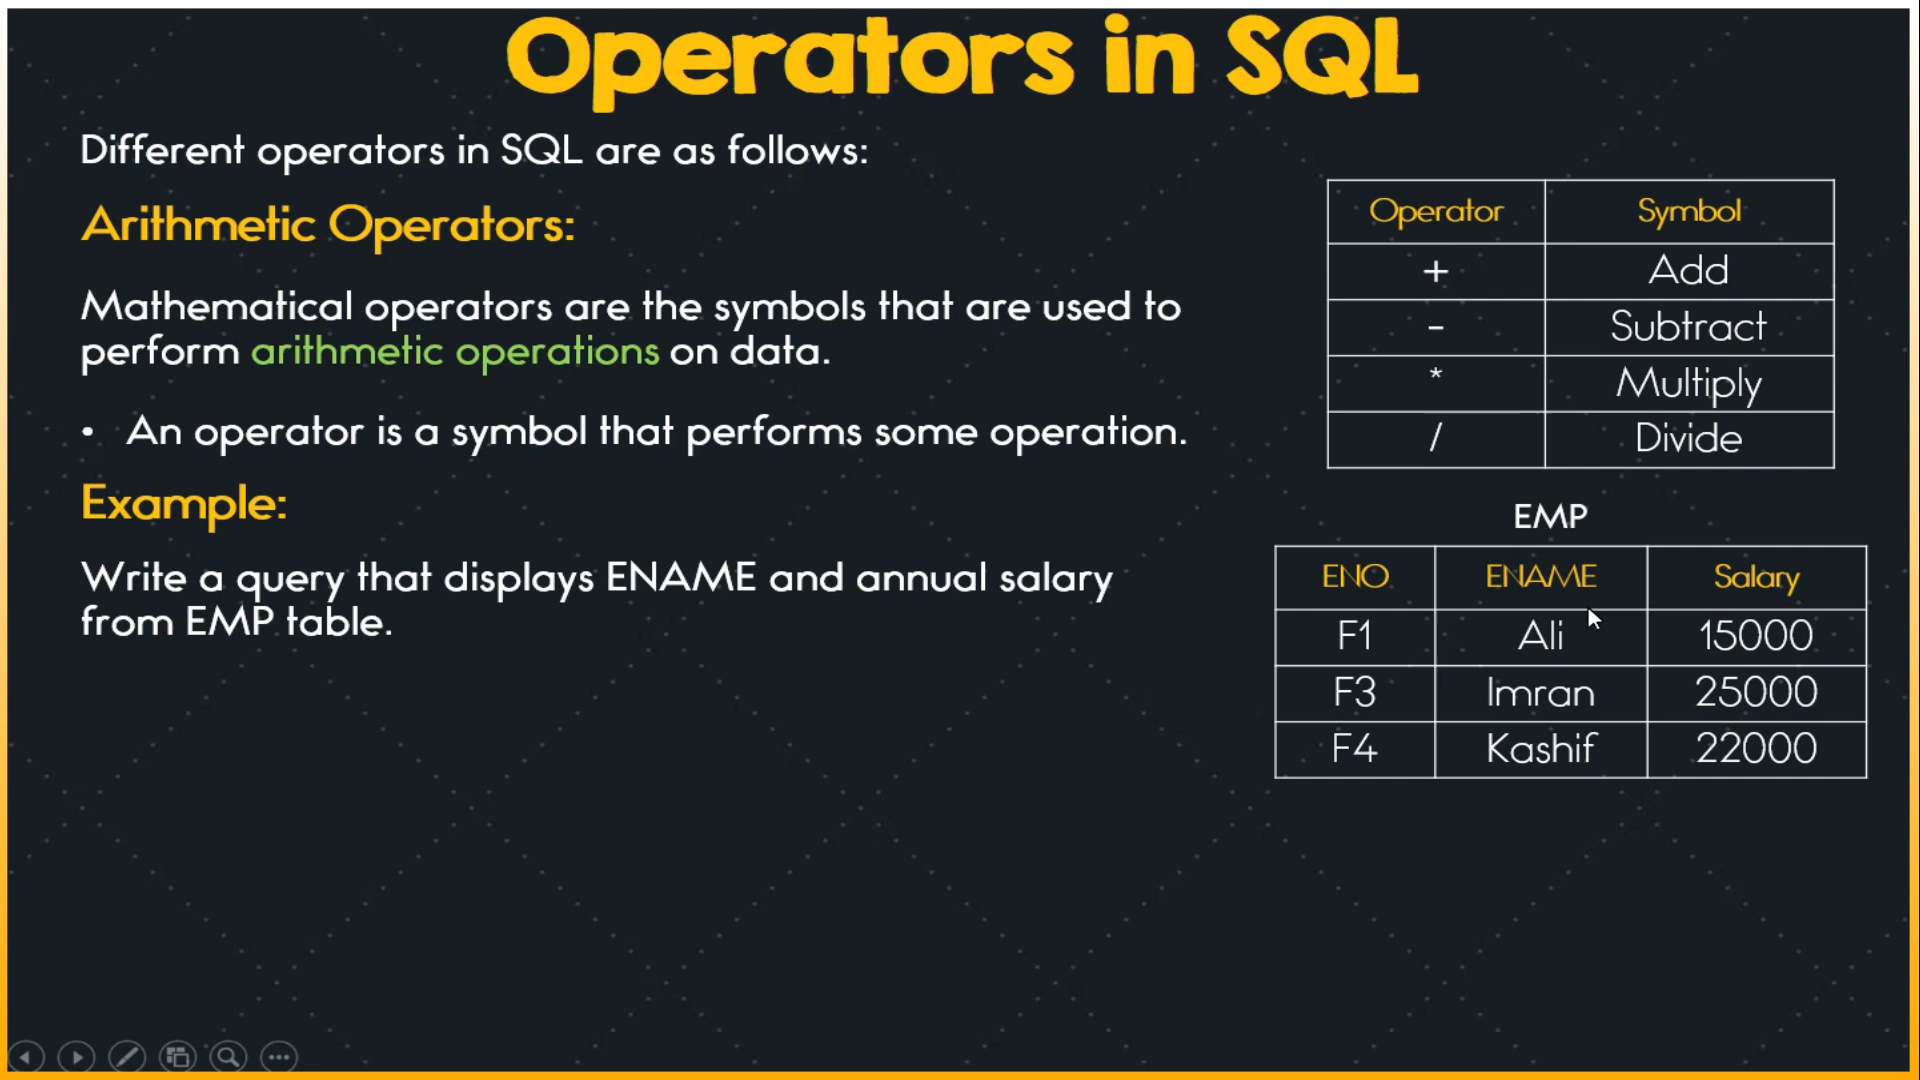 Operators in SQL
Different operators in SQL are as follows:
Arithmetic Operators:
Mathematical operators are the symbols that are used to
perform arithmetic operations on data.
• An operator is a symbol that performs some operation.
Example:
Write a query that displays ENAME and annual salary
from EMP table.
Operator Symbol
+ Add
- Subtract
* Multiply
/ Divide
EMP
ENO ENAME Salary
F1 Ali 15000
F3 Imran 25000
F4 Kashif 22000